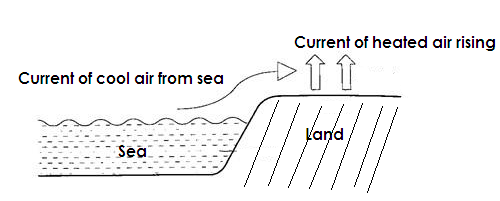 Current of heated air rising
Current of cool air from sea
Land
Sea